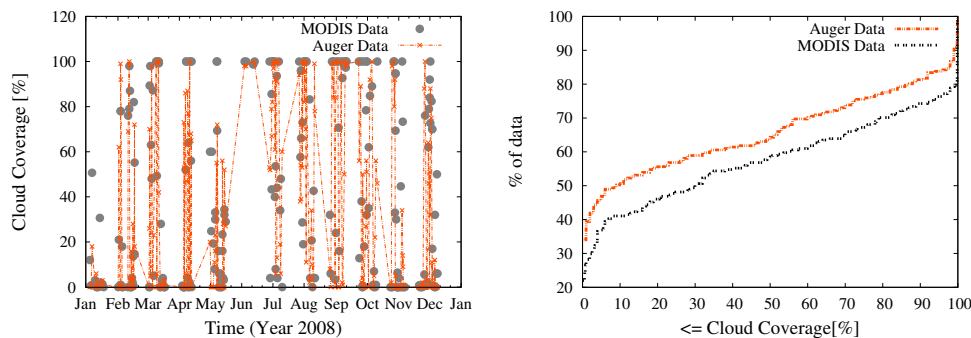 MODIS Data
Auger Data
Cloud Coverage [%]
120
100
80
60
40
20
0
Jan Feb Mar Apr May Jun Jul Aug Sep Oct Nov Dec Jan
Time (Year 2008)
Auger Data
MODIS Data
% of data
100
90
80
70
60
50
40
30
20
0 10 20 30 40 50 60 70 80 90 100
<= Cloud Coverage[%]